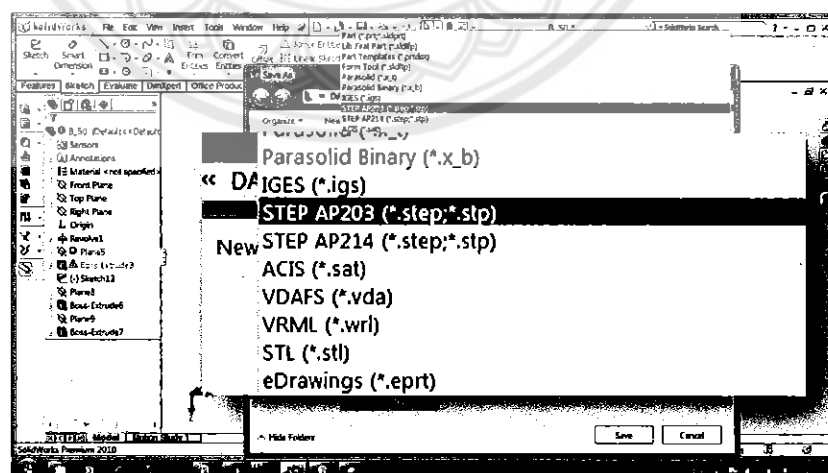 SolidWorks File Edit View Insert Tools Window Help
Sketch Smart Dimension Trim Entities Convert Entities
Features Sketch Evaluate DimXpert Office Produc
Part (*.prt;*.sldprt)
Lib Feat Part (*.sldlfp)
Part Templates (*.prtdot)
Form Tool (*.sldftp)
Parasolid (*.x_t)
Parasolid Binary (*.x_b)
IGES (*.igs)
STEP AP203 (*.step;*.stp)
STEP AP214 (*.step;*.stp)
Save As
Organize New
Sensors
Annotations
Material <not specified>
Front Plane
Top Plane
Right Plane
Origin
Revolve1
Plane5
(-) Sketch12
Plane8
Boss-Extrude6
Plane9
Boss-Extrude7
Parasolid (*.x_t)
Parasolid Binary (*.x_b)
« DA
IGES (*.igs)
STEP AP203 (*.step;*.stp)
New
STEP AP214 (*.step;*.stp)
ACIS (*.sat)
VDAFS (*.vda)
VRML (*.wrl)
STL (*.stl)
eDrawings (*.eprt)
Hide Folders Save Cancel
Model Motion Study 1
SolidWorks Premium 2010